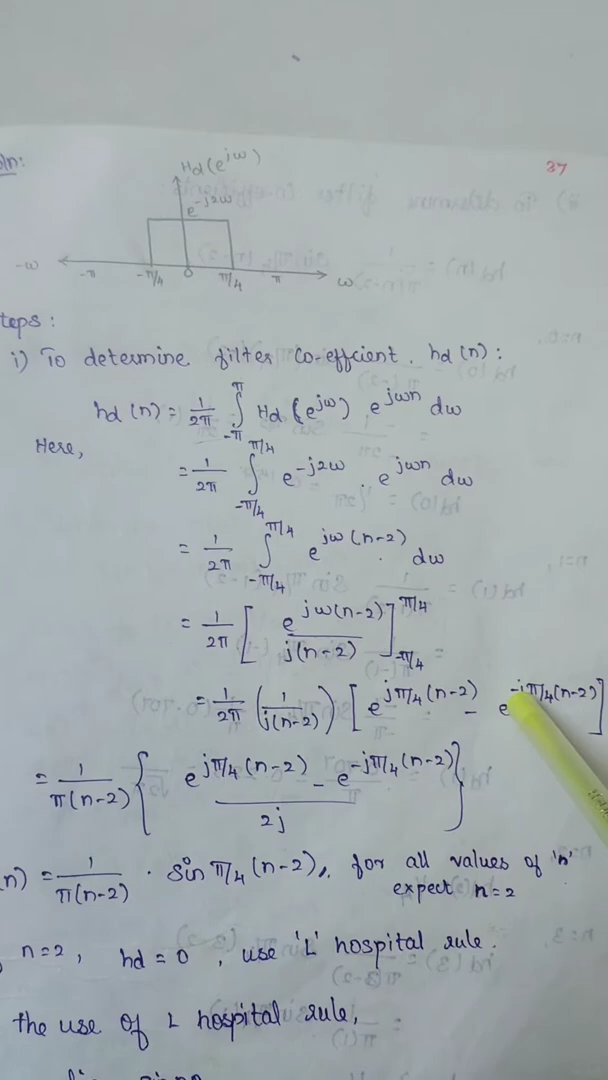 oln:
37
Hd(e^jω)
e^-j2ω
-ω -π -π/4 0 π/4 π ω
teps:
i) To determine filter co-effcient. hd(n):
hd(n) = 1/2π ∫_-π^π Hd(e^jω) e^jωn dω
Here,
= 1/2π ∫_-π/4^π/4 e^-j2ω . e^jωn dω
= 1/2π ∫_-π/4^π/4 e^jω(n-2) dω
= 1/2π [e^jω(n-2) / j(n-2)]_-π/4^π/4
= 1/2π (1/j(n-2)) [e^jπ/4(n-2) - e^-jπ/4(n-2)]
= 1/π(n-2) { e^jπ/4(n-2) - e^-jπ/4(n-2) / 2j }
n) = 1/π(n-2) . Sin π/4(n-2), for all values of 'n'
expect n=2
n=2, hd=0, use 'L' hospital rule.
the use of L hospital rule,